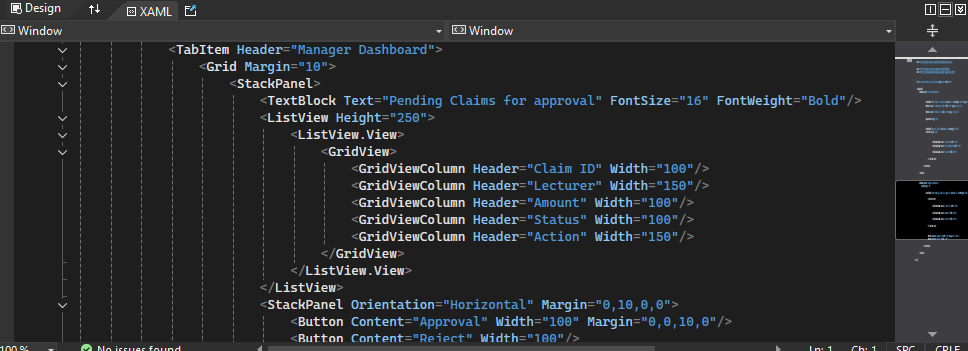 Design
XAML
Window
Window
<TabItem Header="Manager Dashboard">
<Grid Margin="10">
<StackPanel>
<TextBlock Text="Pending Claims for approval" FontSize="16" FontWeight="Bold"/>
<ListView Height="250">
<ListView.View>
<GridView>
<GridViewColumn Header="Claim ID" Width="100"/>
<GridViewColumn Header="Lecturer" Width="150"/>
<GridViewColumn Header="Amount" Width="100"/>
<GridViewColumn Header="Status" Width="100"/>
<GridViewColumn Header="Action" Width="150"/>
</GridView>
</ListView.View>
</ListView>
<StackPanel Orientation="Horizontal" Margin="0,10,0,0">
<Button Content="Approval" Width="100" Margin="0,0,10,0"/>
<Button Content="Reject" Width="100"/>
100 %
No issues found
Ln: 1
Ch: 1
SPC
CRLF